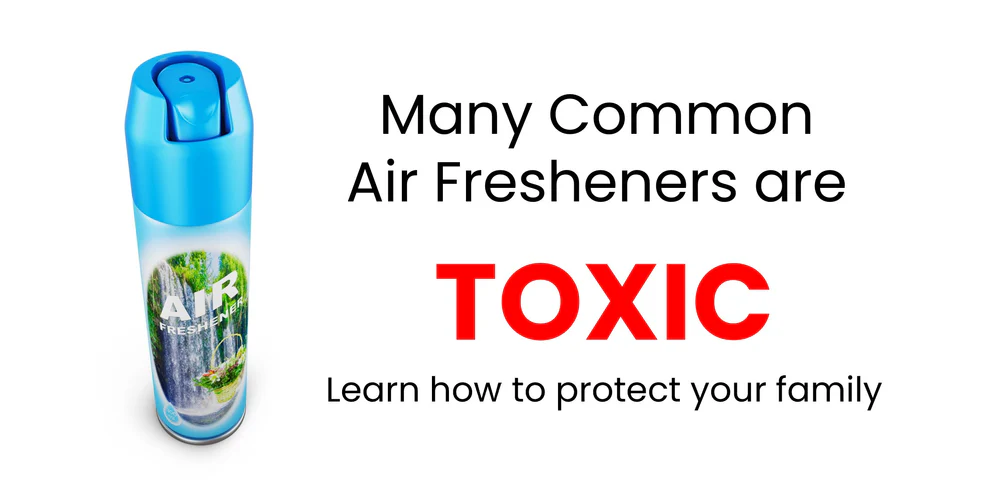 AIR
FRESHENER
Many Common
Air Fresheners are
TOXIC
Learn how to protect your family